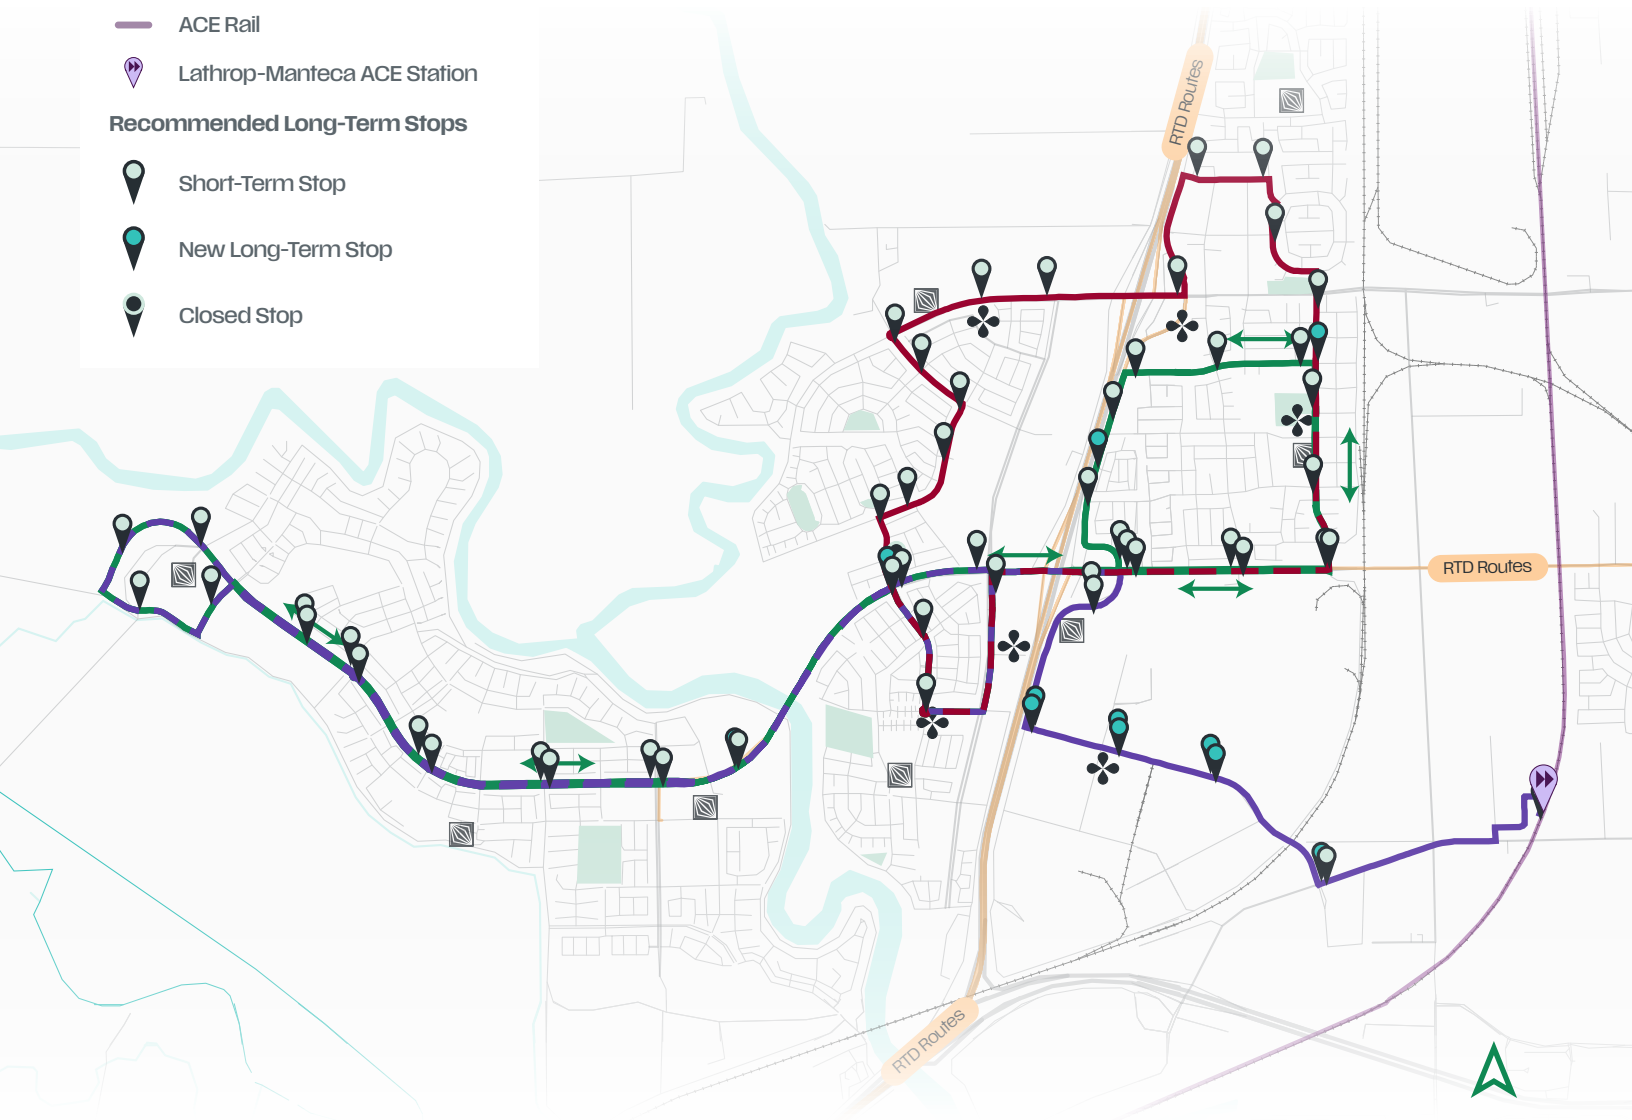 ACE Rail
Lathrop-Manteca ACE Station
Recommended Long-Term Stops
Short-Term Stop
New Long-Term Stop
Closed Stop
RTD Routes
RTD Routes
RTD Routes